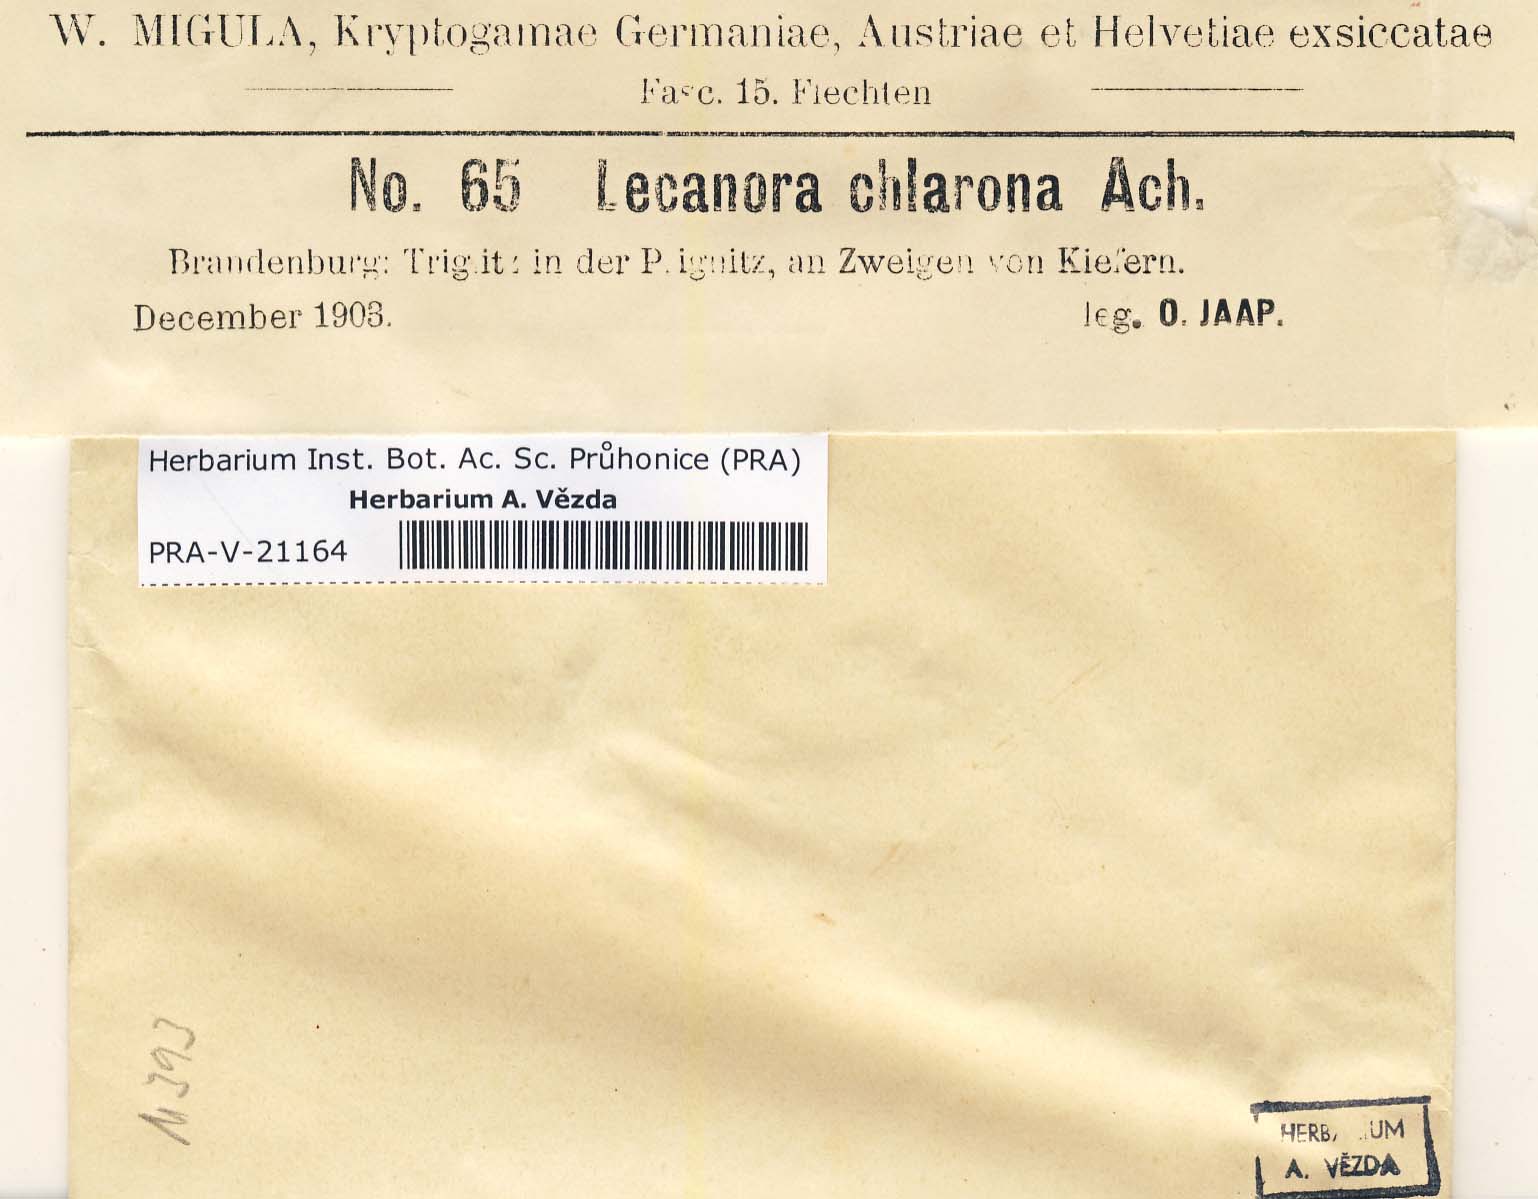 W. MIGULA, Kryptogamae Germaniae, Austriae et Helvetiae exsiccatae
Fasc. 15. Flechten
No. 65 Lecanora chlarona Ach.
Brandenburg: Triglitz in der Prignitz, an Zweigen von Kiefern.
December 1903.
leg. O. JAAP.
Herbarium Inst. Bot. Ac. Sc. Průhonice (PRA)
Herbarium A. Vězda
PRA-V-21164
HERBARIUM
A. VĚZDA